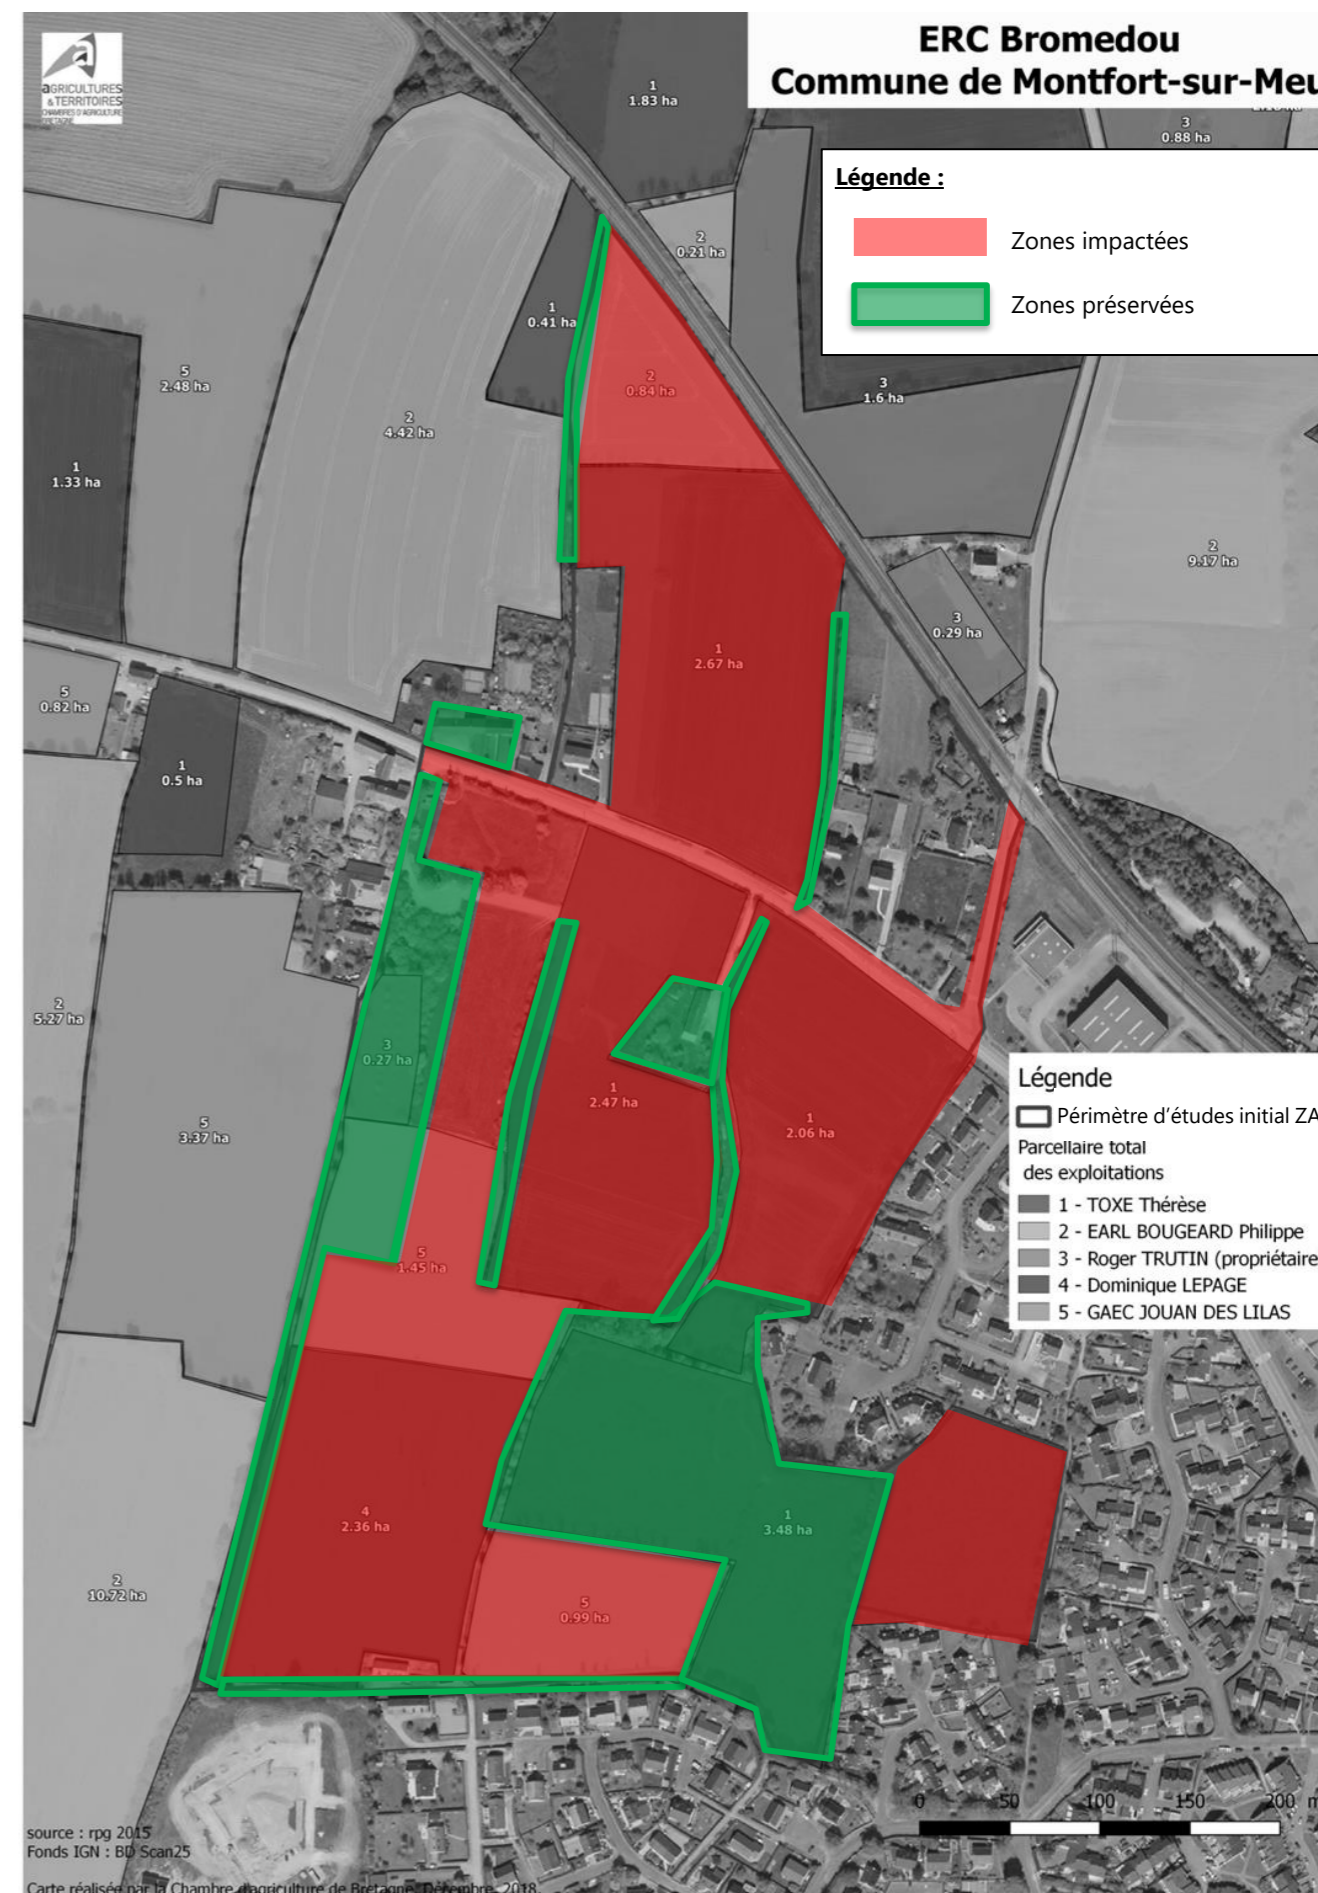 ERC Bromedou
Commune de Montfort-sur-Meu
aGRICULTURES
& TERRITOIRES
CHAMBRES D'AGRICULTURE
BRETAGNE
1
1.83 ha
3
0.88 ha
Légende :
Zones impactées
Zones préservées
2
0.21 ha
1
0.41 ha
5
2.48 ha
2
0.84 ha
3
1.6 ha
2
4.42 ha
1
1.33 ha
2
9.17 ha
3
0.29 ha
1
2.67 ha
5
0.82 ha
1
0.5 ha
2
5.27 ha
3
0.27 ha
1
2.47 ha
5
3.37 ha
1
2.06 ha
Légende
Périmètre d'études initial ZA
Parcellaire total
des exploitations
1 - TOXE Thérèse
2 - EARL BOUGEARD Philippe
3 - Roger TRUTIN (propriétaire
4 - Dominique LEPAGE
5 - GAEC JOUAN DES LILAS
5
1.45 ha
4
2.36 ha
1
3.48 ha
2
10.72 ha
5
0.99 ha
0 50 100 150 200 m
source : rpg 2015
Fonds IGN : BD Scan25
Carte réalisée par la Chambre d'agriculture de Bretagne, Décembre 2018.